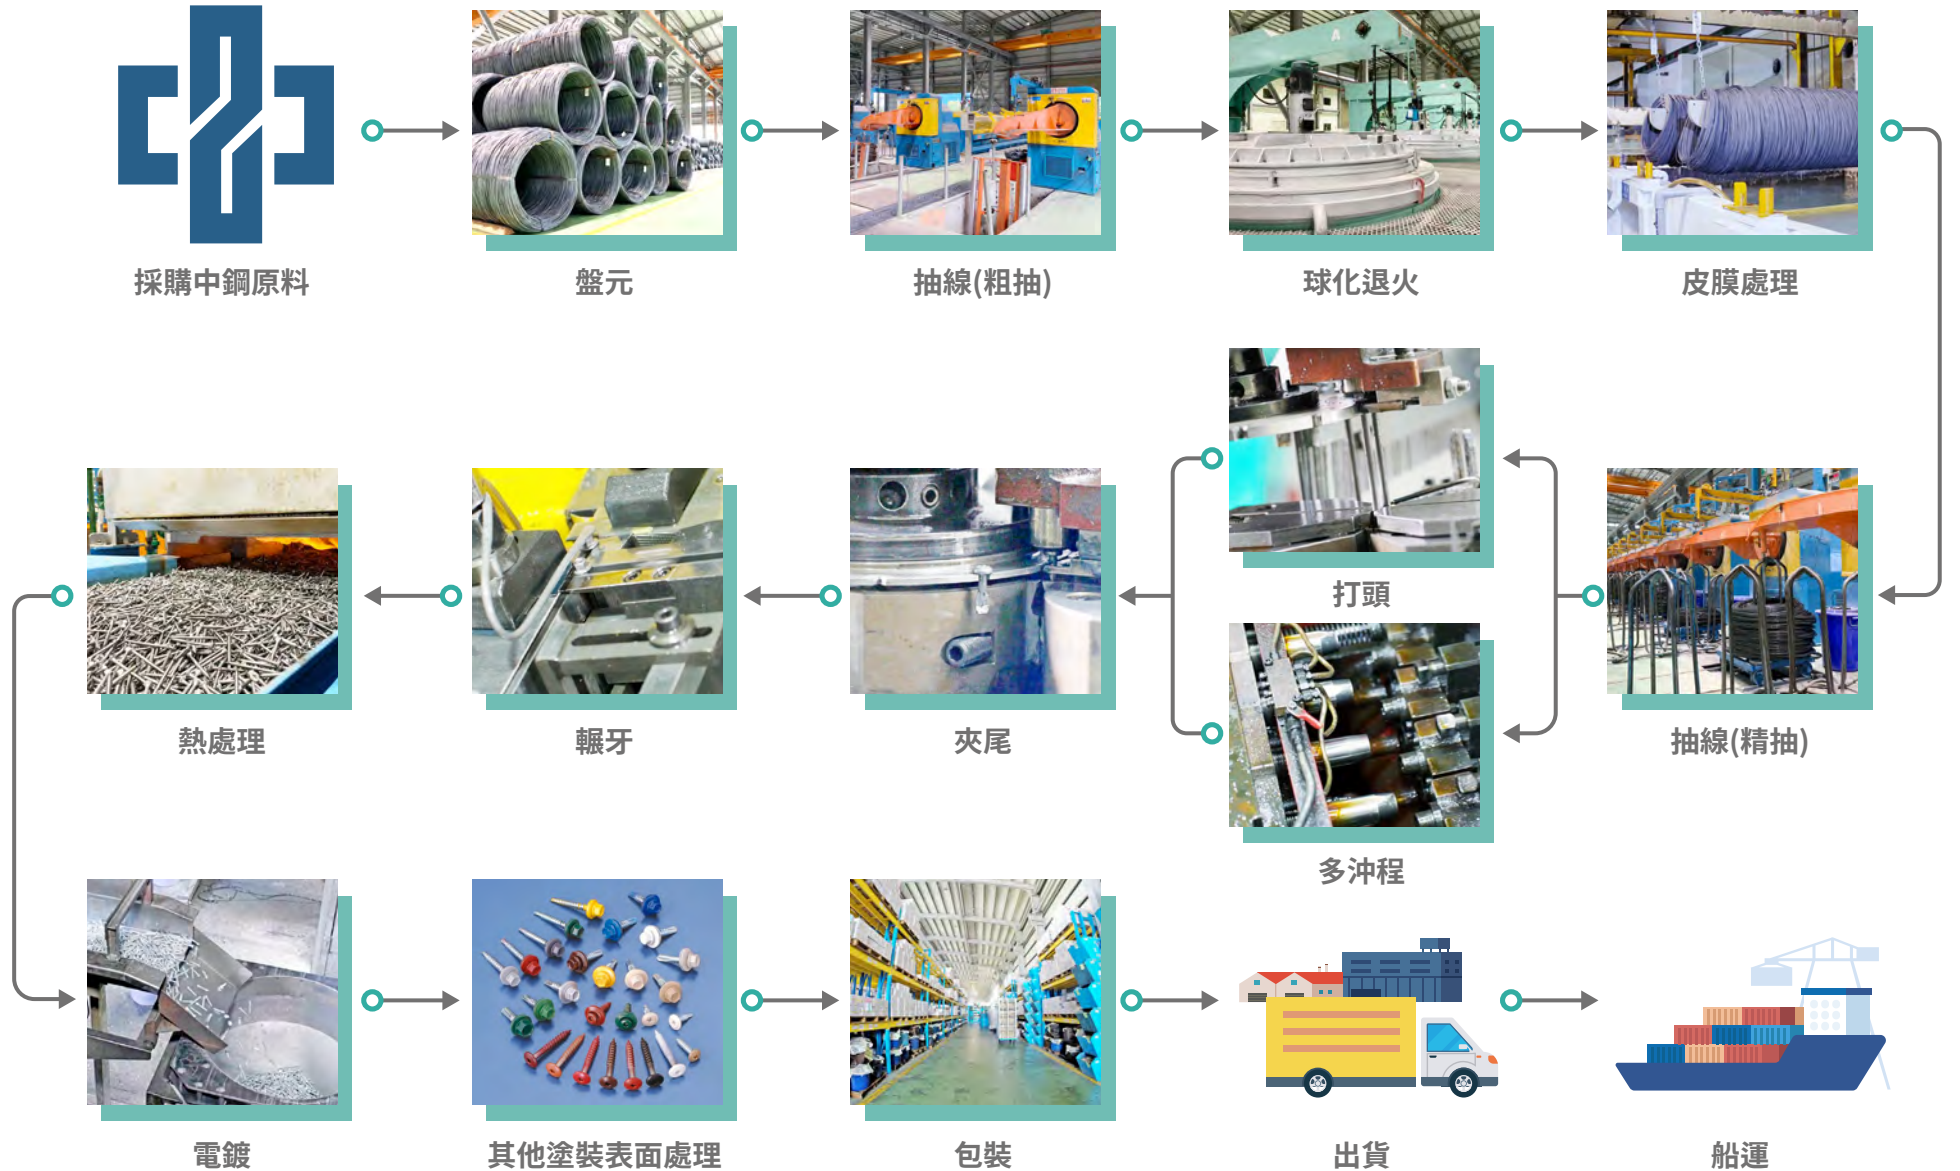 採購中鋼原料
盤元
抽線(粗抽)
球化退火
皮膜處理
A
抽線(精抽)
打頭
多沖程
夾尾
輾牙
熱處理
電鍍
其他塗裝表面處理
包裝
出貨
船運